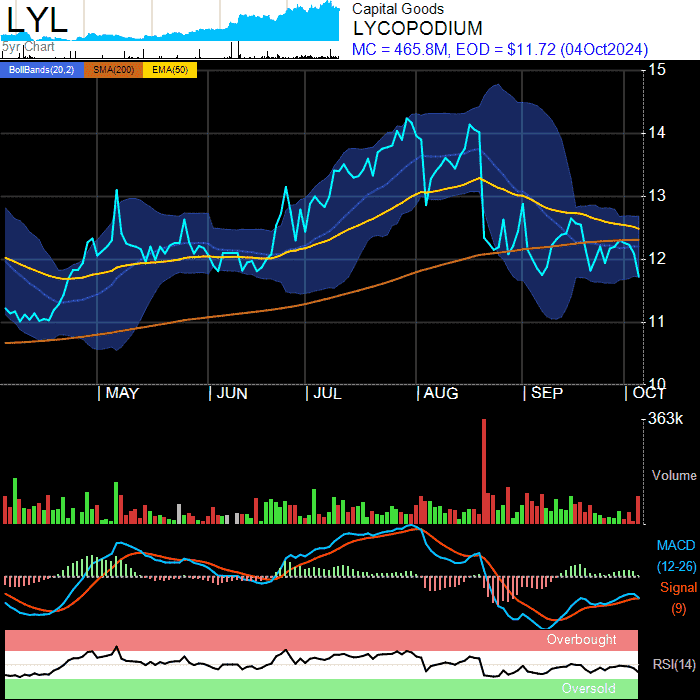 LYL
5yr Chart
Capital Goods
LYCOPODIUM
MC = 465.8M, EOD = $11.72 (04Oct2024)
BollBands(20,2) SMA(200) EMA(50)
15
14
13
12
11
10
MAY JUN JUL AUG SEP OCT
363k
Volume
MACD
(12-26)
Signal
(9)
Overbought
RSI(14)
Oversold